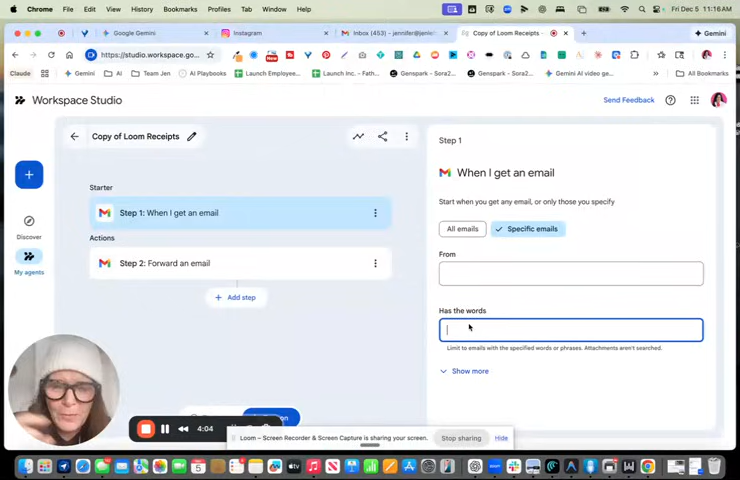 Chrome File Edit View History Bookmarks Profiles Tab Window Help
Fri Dec 5 11:16 AM
Google Gemini
Instagram
Inbox (453) - jennifer@jenle
Copy of Loom Receipts -
Gemini
https://studio.workspace.go...
New
Claude
Gemini
AI
Team Jen
AI Playbooks
Launch Employee...
Launch Inc. - Fath...
Genspark - Sora2...
Genspark - Sora2...
Gemini AI video ge...
All Bookmarks
Workspace Studio
Send Feedback
Copy of Loom Receipts
Step 1
Discover
My agents
Starter
Step 1: When I get an email
Actions
Step 2: Forward an email
Add step
When I get an email
Start when you get any email, or only those you specify
All emails
Specific emails
From
Has the words
Limit to emails with the specified words or phrases. Attachments aren't searched.
Show more
4:04
Loom – Screen Recorder & Screen Capture is sharing your screen.
Stop sharing
Hide